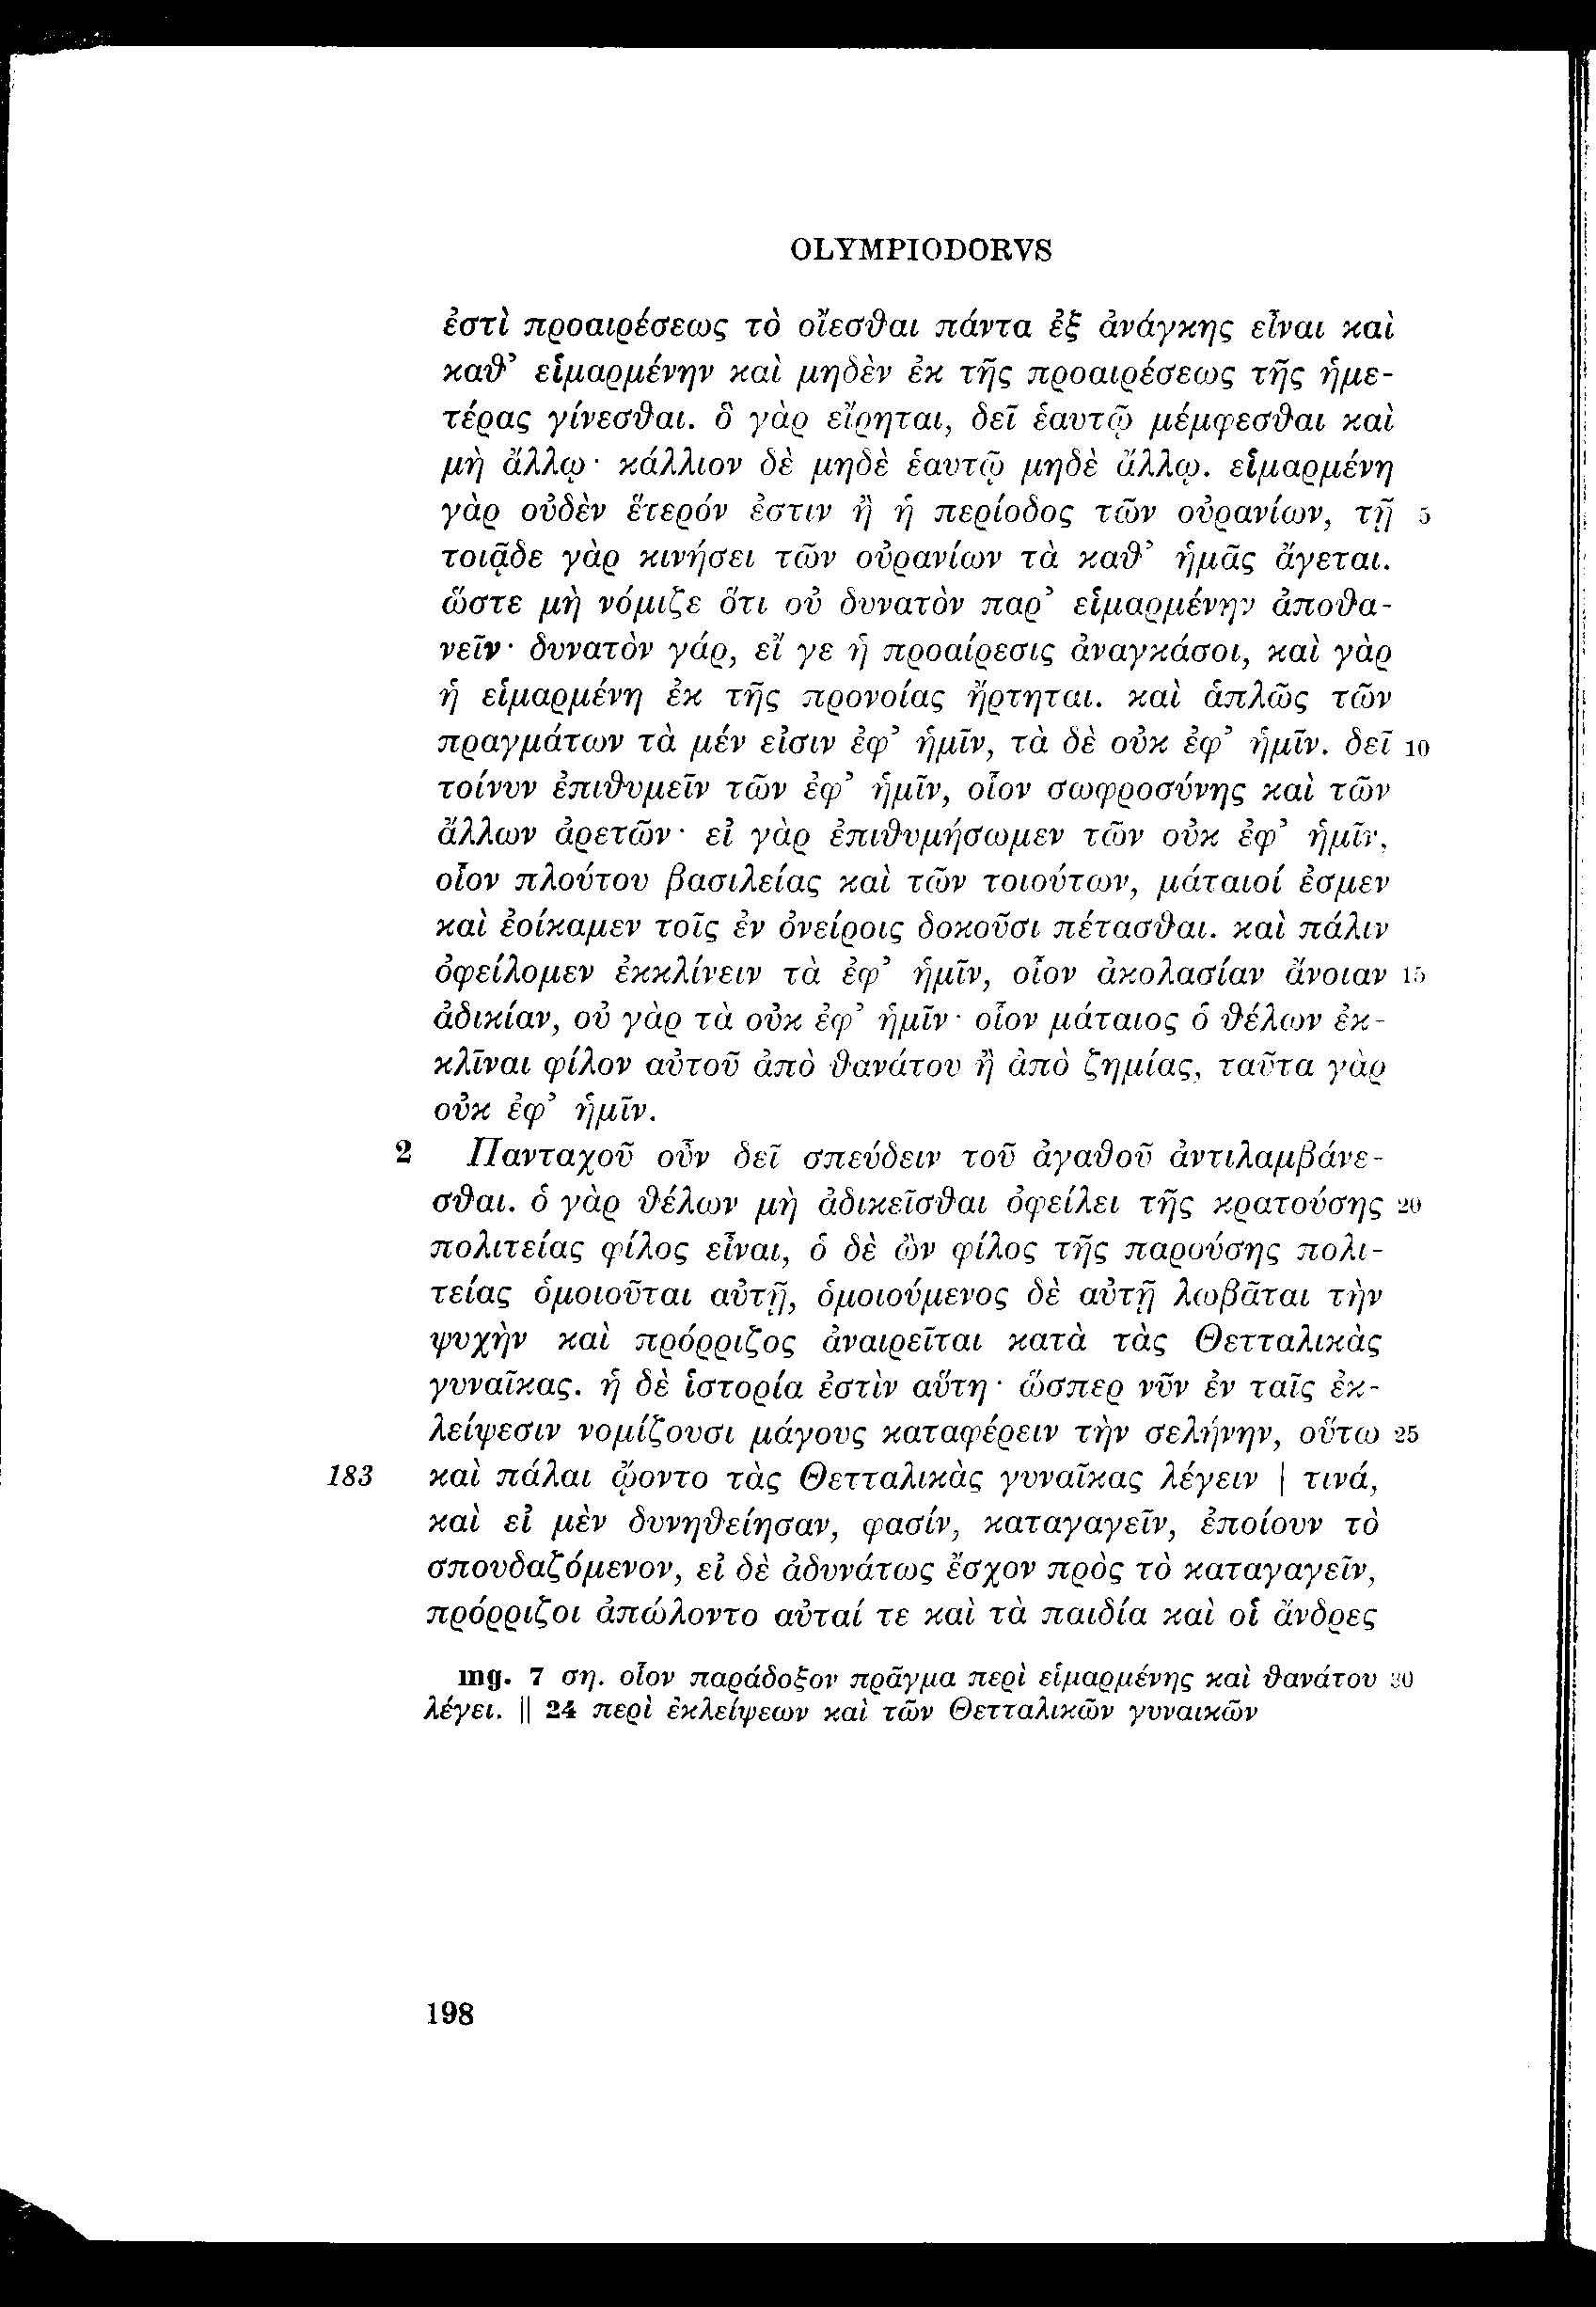 OLYMPIODORVS
ἐστὶ προαιρέσεως τὸ οἴεσθαι πάντα ἐξ ἀνάγκης εἶναι καὶ
καθ’ εἱμαρμένην καὶ μηδὲν ἐκ τῆς προαιρέσεως τῆς ἡμε-
τέρας γίνεσθαι. ὃ γὰρ εἴρηται, δεῖ ἑαυτῷ μέμφεσθαι καὶ
μὴ ἄλλῳ· κάλλιον δὲ μηδὲ ἑαυτῷ μηδὲ ἄλλῳ. εἱμαρμένη
γὰρ οὐδὲν ἕτερόν ἐστιν ἢ ἡ περίοδος τῶν οὐρανίων, τῇ 5
τοιᾷδε γὰρ κινήσει τῶν οὐρανίων τὰ καθ’ ἡμᾶς ἄγεται.
ὥστε μὴ νόμιζε ὅτι οὐ δυνατὸν παρ’ εἱμαρμένην ἀποθα-
νεῖν· δυνατὸν γάρ, εἴ γε ἡ προαίρεσις ἀναγκάσοι, καὶ γὰρ
ἡ εἱμαρμένη ἐκ τῆς προνοίας ἤρτηται. καὶ ἁπλῶς τῶν
πραγμάτων τὰ μέν εἰσιν ἐφ’ ἡμῖν, τὰ δὲ οὐκ ἐφ’ ἡμῖν. δεῖ 10
τοίνυν ἐπιθυμεῖν τῶν ἐφ’ ἡμῖν, οἷον σωφροσύνης καὶ τῶν
ἄλλων ἀρετῶν· εἰ γὰρ ἐπιθυμήσωμεν τῶν οὐκ ἐφ’ ἡμῖν,
οἷον πλούτου βασιλείας καὶ τῶν τοιούτων, μάταιοί ἐσμεν
καὶ ἐοίκαμεν τοῖς ἐν ὀνείροις δοκοῦσι πέτασθαι. καὶ πάλιν
ὀφείλομεν ἐκκλίνειν τὰ ἐφ’ ἡμῖν, οἷον ἀκολασίαν ἄνοιαν 15
ἀδικίαν, οὐ γὰρ τὰ οὐκ ἐφ’ ἡμῖν· οἷον μάταιος ὁ θέλων ἐκ-
κλῖναι φίλον αὐτοῦ ἀπὸ θανάτου ἢ ἀπὸ ζημίας, ταῦτα γὰρ
οὐκ ἐφ’ ἡμῖν.
2 Πανταχοῦ οὖν δεῖ σπεύδειν τοῦ ἀγαθοῦ ἀντιλαμβάνε-
σθαι. ὁ γὰρ θέλων μὴ ἀδικεῖσθαι ὀφείλει τῆς κρατούσης 20
πολιτείας φίλος εἶναι, ὁ δὲ ὢν φίλος τῆς παρούσης πολι-
τείας ὁμοιοῦται αὐτῇ, ὁμοιούμενος δὲ αὐτῇ λωβᾶται τὴν
ψυχὴν καὶ πρόρριζος ἀναιρεῖται κατὰ τὰς Θετταλικὰς
γυναῖκας. ἡ δὲ ἱστορία ἐστὶν αὕτη· ὥσπερ νῦν ἐν ταῖς ἐκ-
λείψεσιν νομίζουσι μάγους καταφέρειν τὴν σελήνην, οὕτω 25
183 καὶ πάλαι ᾤοντο τὰς Θετταλικὰς γυναῖκας λέγειν | τινά,
καὶ εἰ μὲν δυνηθείησαν, φασίν, καταγαγεῖν, ἐποίουν τὸ
σπουδαζόμενον, εἰ δὲ ἀδυνάτως ἔσχον πρὸς τὸ καταγαγεῖν,
πρόρριζοι ἀπώλοντο αὐταί τε καὶ τὰ παιδία καὶ οἱ ἄνδρες
mg. 7 ση. οἷον παράδοξον πρᾶγμα περὶ εἱμαρμένης καὶ θανάτου 30
λέγει. || 24 περὶ ἐκλείψεων καὶ τῶν Θετταλικῶν γυναικῶν
198